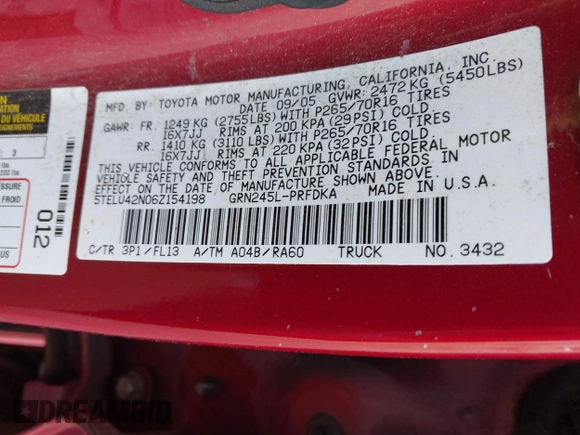 MFD. BY: TOYOTA MOTOR MANUFACTURING, CALIFORNIA, INC.
DATE 09/05 GVWR: 2472 KG (5450LBS)
GAWR: FR. 1249 KG (2755LBS) P265/70R16 TIRES
16X7JJ RIMS AT 200 KPA (29PSI) COLD.
RR. 1410 KG (3110 LBS) WITH P265/70R16 TIRES
16X7JJ RIMS AT 220 KPA (32PSI) COLD.
THIS VEHICLE CONFORMS TO ALL APPLICABLE FEDERAL MOTOR
VEHICLE SAFETY AND THEFT PREVENTION STANDARDS IN
EFFECT ON THE DATE OF MANUFACTURE SHOWN ABOVE.
5TELU42N06Z154198 GRN245L-PRFDKA MADE IN U.S.A.
C/TR 3P1/FL13 A/TM A04B/RA60 TRUCK NO. 3432
3
FROID
012
US
DREAMBID